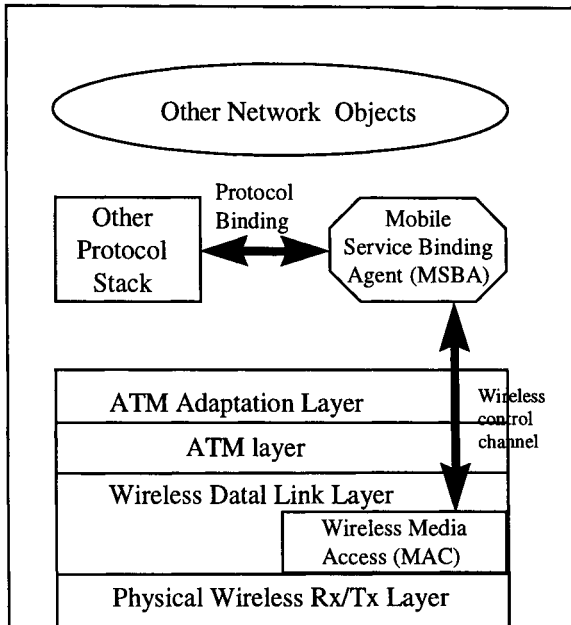 Other Network Objects
Protocol
Binding
Other
Protocol
Stack
Mobile
Service Binding
Agent (MSBA)
Wireless
control
channel
ATM Adaptation Layer
ATM layer
Wireless Datal Link Layer
Wireless Media
Access (MAC)
Physical Wireless Rx/Tx Layer